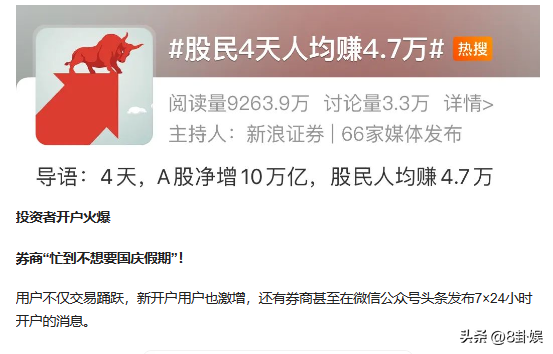 #股民4天人均赚4.7万# 热搜
阅读量9263.9万 讨论量3.3万 详情>
主持人：新浪证券 | 66家媒体发布
导语：4天，A股净增10万亿，股民人均赚4.7万
投资者开户火爆
券商“忙到不想要国庆假期”！
用户不仅交易踊跃，新开户用户也激增，还有券商甚至在微信公众号头条发布7×24小时
开户的消息。
头条 @8卦娱